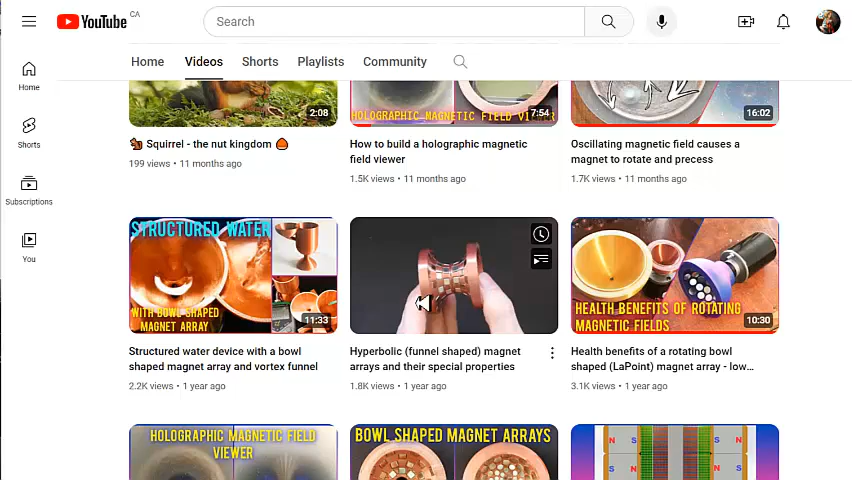 YouTube CA
Search
Home
Videos
Shorts
Playlists
Community
Home
Shorts
Subscriptions
You
2:08
HOLOGRAPHIC MAGNETIC FIELD VIEWER
7:54
16:02
Squirrel - the nut kingdom
199 views • 11 months ago
How to build a holographic magnetic
field viewer
1.5K views • 11 months ago
Oscillating magnetic field causes a
magnet to rotate and precess
1.7K views • 11 months ago
STRUCTURED WATER
WITH BOWL SHAPED
MAGNET ARRAY
11:33
HEALTH BENEFITS OF ROTATING
MAGNETIC FIELDS
10:30
Structured water device with a bowl
shaped magnet array and vortex funnel
2.2K views • 1 year ago
Hyperbolic (funnel shaped) magnet
arrays and their special properties
1.8K views • 1 year ago
Health benefits of a rotating bowl
shaped (LaPoint) magnet array - low...
3.1K views • 1 year ago
HOLOGRAPHIC MAGNETIC FIELD
VIEWER
BOWL SHAPED MAGNET ARRAYS
N S S N
S N N S